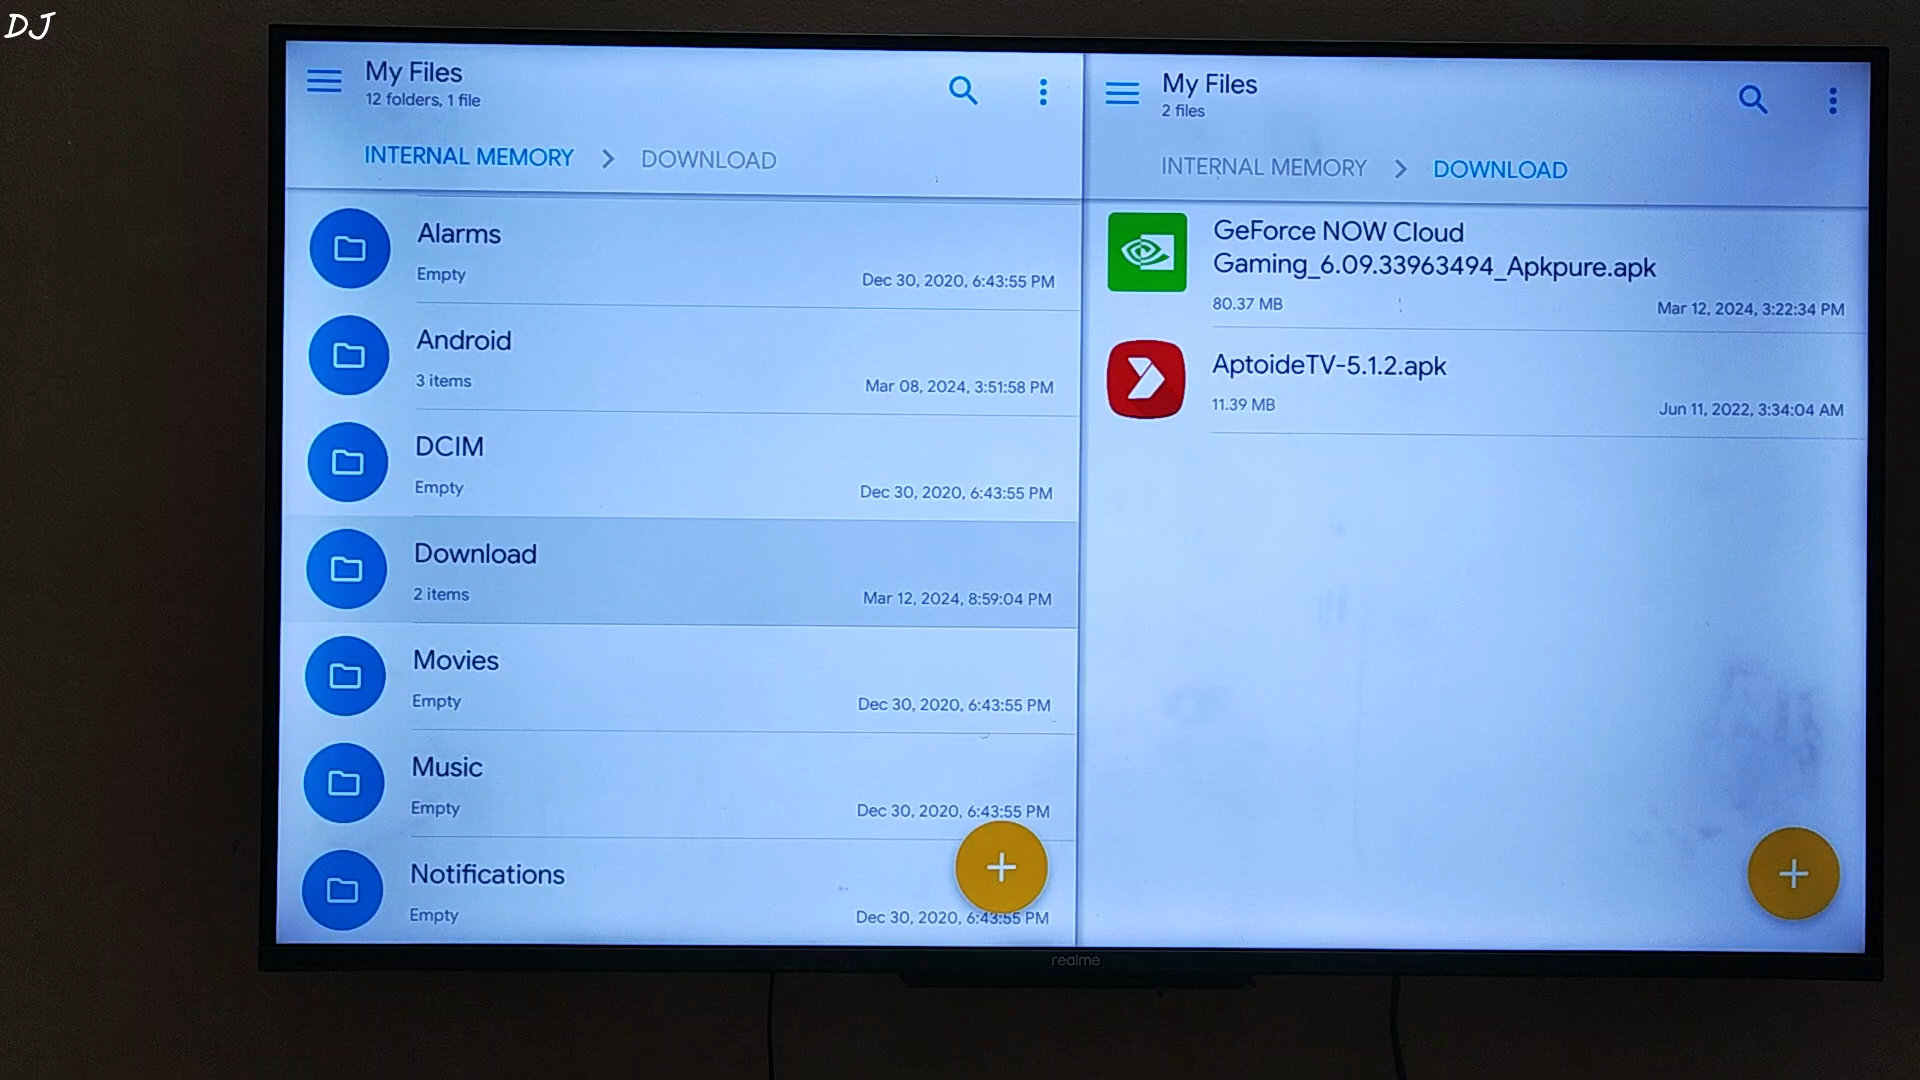 DJ
My Files
12 folders, 1 file
INTERNAL MEMORY > DOWNLOAD
Alarms
Empty
Dec 30, 2020, 6:43:55 PM
Android
3 items
Mar 08, 2024, 3:51:58 PM
DCIM
Empty
Dec 30, 2020, 6:43:55 PM
Download
2 items
Mar 12, 2024, 8:59:04 PM
Movies
Empty
Dec 30, 2020, 6:43:55 PM
Music
Empty
Dec 30, 2020, 6:43:55 PM
Notifications
Empty
Dec 30, 2020, 6:43:55 PM
My Files
2 files
INTERNAL MEMORY > DOWNLOAD
GeForce NOW Cloud
Gaming_6.09.33963494_Apkpure.apk
80.37 MB
Mar 12, 2024, 3:22:34 PM
AptoideTV-5.1.2.apk
11.39 MB
Jun 11, 2022, 3:34:04 AM
realme